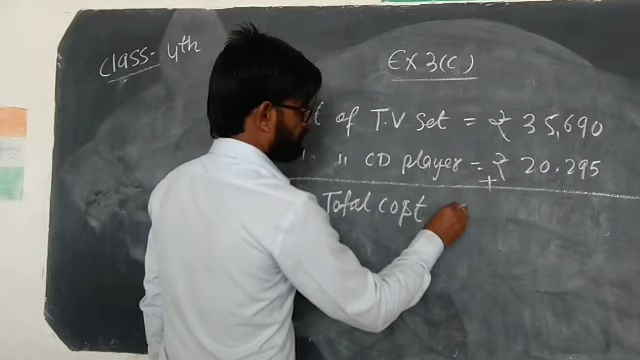 Class- 4th
EX 3(C)
of T.V Set = ₹ 35,690
" CD player = ₹ 20.295
+
Total cost